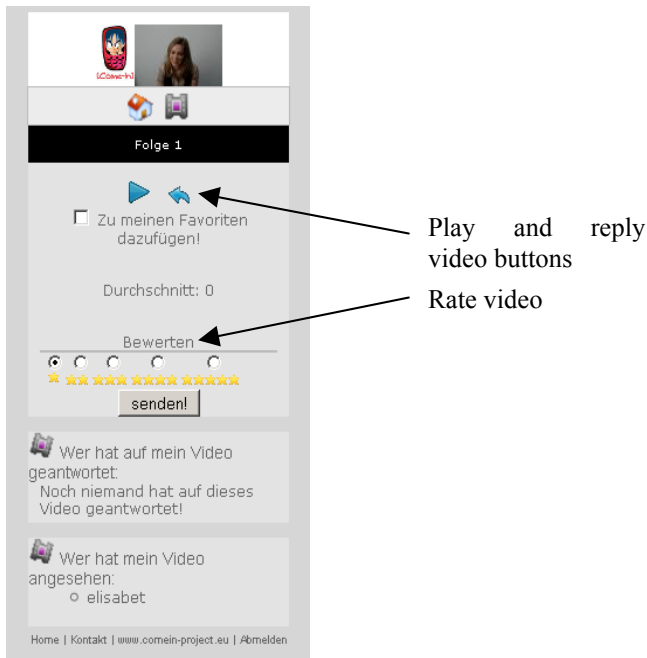 [Come-In]
Folge 1
Zu meinen Favoriten
dazufügen!
Play and reply
video buttons
Durchschnitt: 0
Rate video
Bewerten
senden!
Wer hat auf mein Video
geantwortet:
Noch niemand hat auf dieses
Video geantwortet!
Wer hat mein Video
angesehen:
elisabet
Home | Kontakt | www.comein-project.eu | Abmelden